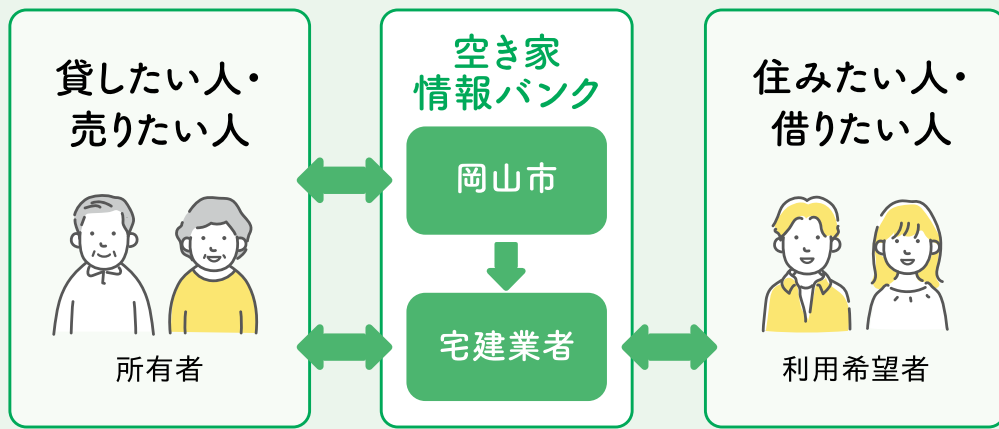 貸したい人・
売りたい人
所有者
空き家
情報バンク
岡山市
宅建業者
住みたい人・
借りたい人
利用希望者